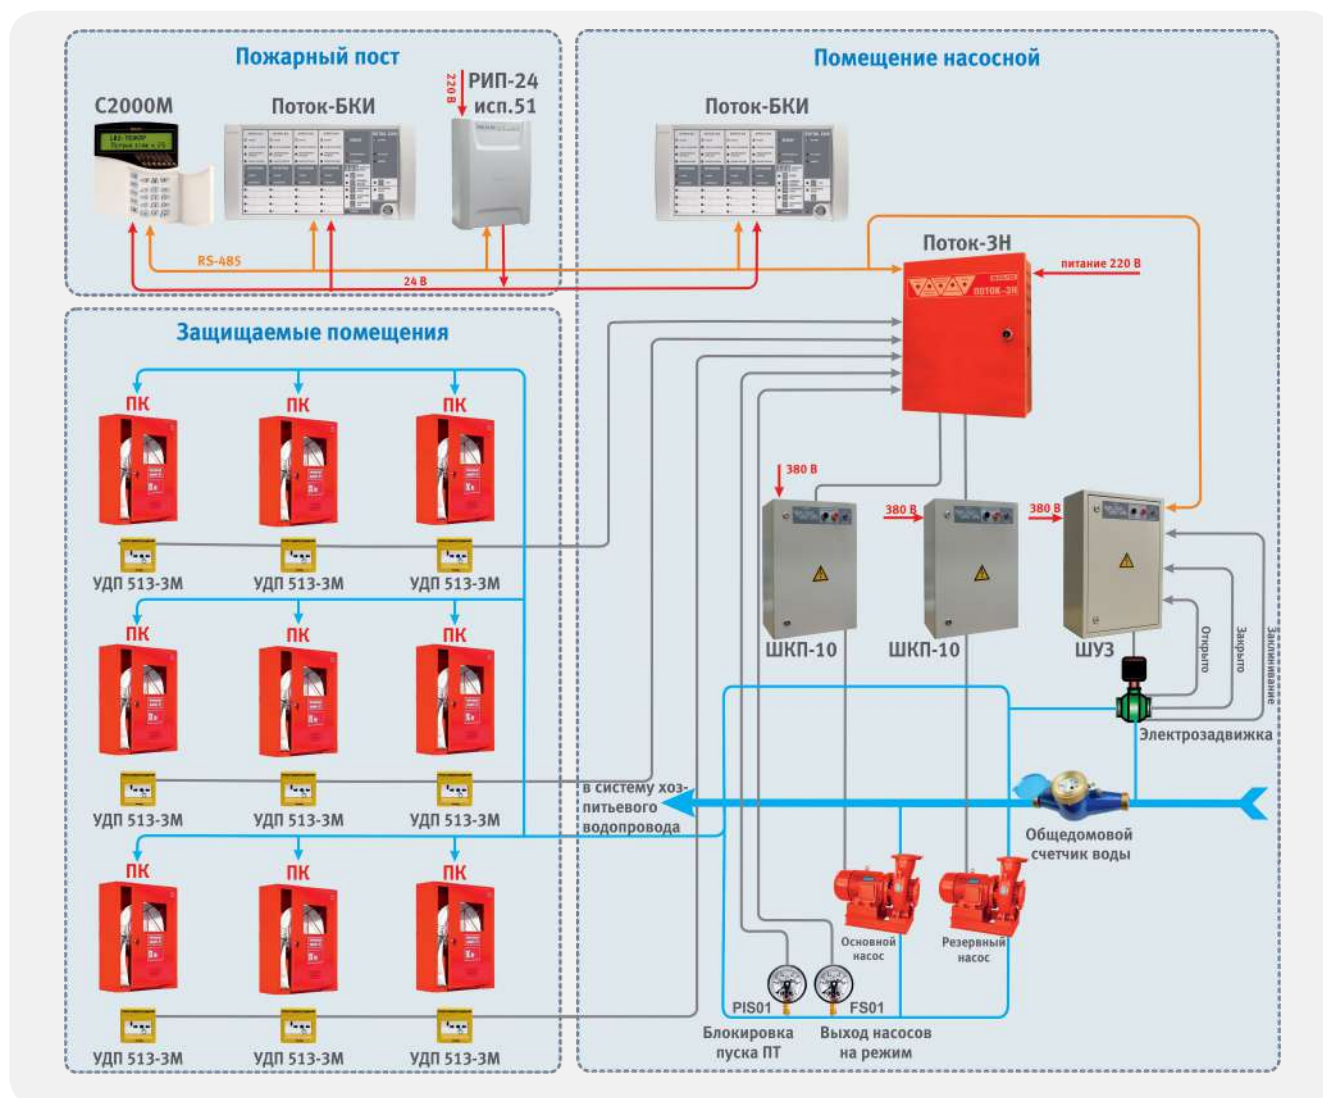 Пожарный пост
Помещение насосной
С2000М
Поток-БКИ
220 В
РИП-24
исп.51
Поток-БКИ
RS-485
24 В
Поток-3Н
питание 220 В
ПОТОК-3Н
Защищаемые помещения
ПК
ПК
ПК
УДП 513-3М
УДП 513-3М
УДП 513-3М
ПК
ПК
ПК
УДП 513-3М
УДП 513-3М
УДП 513-3М
ПК
ПК
ПК
УДП 513-3М
УДП 513-3М
УДП 513-3М
380 В
380 В
380 В
ШКП-10
ШКП-10
ШУЗ
Открыто
Закрыто
Заклинивание
Электрозадвижка
в систему хоз-
питьевого
водопровода
Общедомовой
счетчик воды
Основной
насос
Резервный
насос
PIS01
FS01
Блокировка
пуска ПТ
Выход насосов
на режим